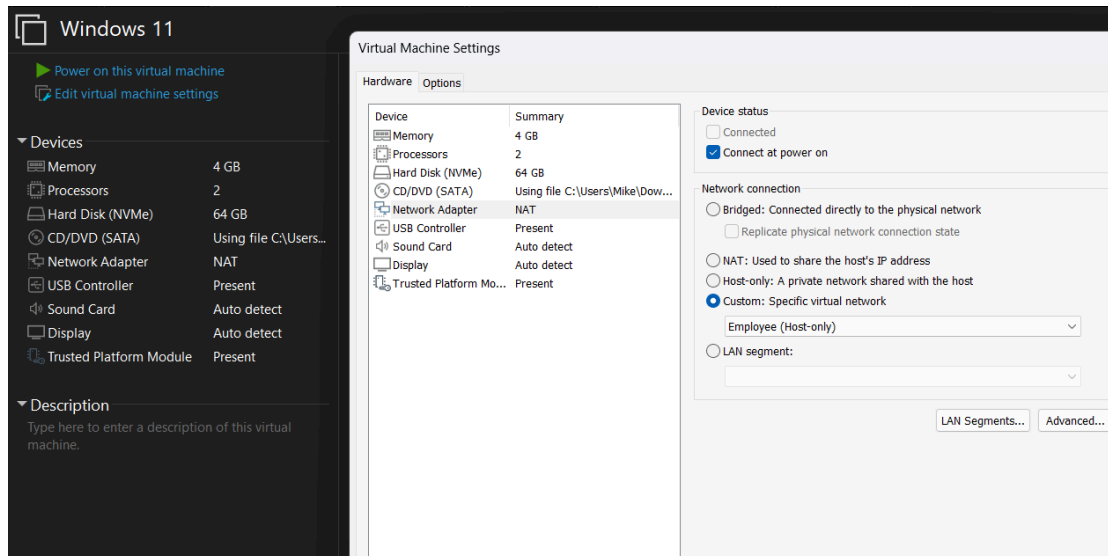 Windows 11
Power on this virtual machine
Edit virtual machine settings
Devices
Memory 4 GB
Processors 2
Hard Disk (NVMe) 64 GB
CD/DVD (SATA) Using file C:\Users...
Network Adapter NAT
USB Controller Present
Sound Card Auto detect
Display Auto detect
Trusted Platform Module Present
Description
Type here to enter a description of this virtual
machine.
Virtual Machine Settings
Hardware Options
Device Summary
Memory 4 GB
Processors 2
Hard Disk (NVMe) 64 GB
CD/DVD (SATA) Using file C:\Users\Mike\Dow...
Network Adapter NAT
USB Controller Present
Sound Card Auto detect
Display Auto detect
Trusted Platform Mo... Present
Device status
Connected
Connect at power on
Network connection
Bridged: Connected directly to the physical network
Replicate physical network connection state
NAT: Used to share the host's IP address
Host-only: A private network shared with the host
Custom: Specific virtual network
Employee (Host-only)
LAN segment:
LAN Segments... Advanced...